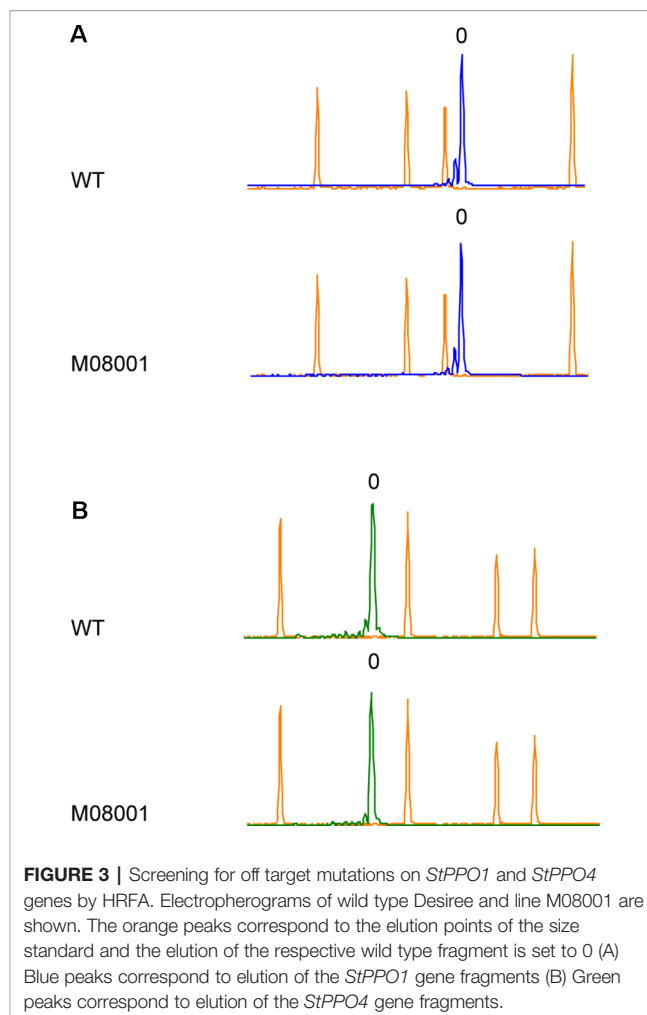 A
0
WT
0
M08001
B
0
WT
0
M08001
FIGURE 3 | Screening for off target mutations on StPPO1 and StPPO4
genes by HRFA. Electropherograms of wild type Desiree and line M08001 are
shown. The orange peaks correspond to the elution points of the size
standard and the elution of the respective wild type fragment is set to 0 (A)
Blue peaks correspond to elution of the StPPO1 gene fragments (B) Green
peaks correspond to elution of the StPPO4 gene fragments.